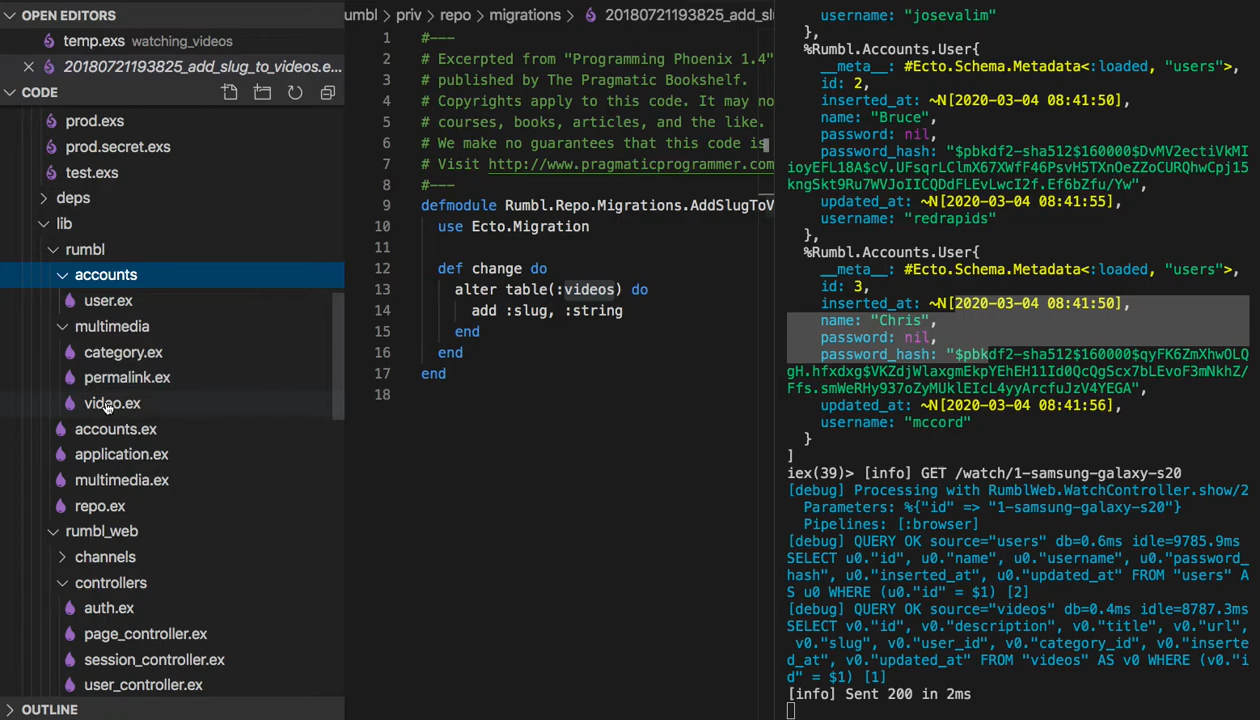 OPEN EDITORS
temp.exs watching_videos
20180721193825_add_slug_to_videos.e...
CODE
prod.exs
prod.secret.exs
test.exs
deps
lib
rumbl
accounts
user.ex
multimedia
category.ex
permalink.ex
video.ex
accounts.ex
application.ex
multimedia.ex
repo.ex
rumbl_web
channels
controllers
auth.ex
page_controller.ex
session_controller.ex
user_controller.ex
OUTLINE
umbl > priv > repo > migrations > 20180721193825_add_slu
1 #---
2 # Excerpted from "Programming Phoenix 1.4"
3 # published by The Pragmatic Bookshelf.
4 # Copyrights apply to this code. It may no
5 # courses, books, articles, and the like.
6 # We make no guarantees that this code is
7 # Visit http://www.pragmaticprogrammer.com
8 #---
9 defmodule Rumbl.Repo.Migrations.AddSlugToV
10 use Ecto.Migration
11
12 def change do
13 alter table(:videos) do
14 add :slug, :string
15 end
16 end
17 end
18
username: "josevalim"
},
%Rumbl.Accounts.User{
__meta__: #Ecto.Schema.Metadata<:loaded, "users">,
id: 2,
inserted_at: ~N[2020-03-04 08:41:50],
name: "Bruce",
password: nil,
password_hash: "$pbkdf2-sha512$160000$DvMV2ectiVkMI
ioyEFL18A$cV.UFsqrLClmX67XWfF46PsvH5TXnOeZZoCURQhwCpj15
kngSkt9Ru7WVJoIICQDdFLEvLwcI2f.Ef6bZfu/Yw",
updated_at: ~N[2020-03-04 08:41:55],
username: "redrapids"
},
%Rumbl.Accounts.User{
__meta__: #Ecto.Schema.Metadata<:loaded, "users">,
id: 3,
inserted_at: ~N[2020-03-04 08:41:50],
name: "Chris",
password: nil,
password_hash: "$pbkdf2-sha512$160000$qyFK6ZmXhwOLQ
gH.hfxdxg$VKZdjWlaxgmEkpYEhEH11Id0QcQgScx7bLEvoF3mNkhZ/
Ffs.smWeRHy937oZyMUklEIcL4yyArcfuJzV4YEGA",
updated_at: ~N[2020-03-04 08:41:56],
username: "mccord"
}
]
iex(39)> [info] GET /watch/1-samsung-galaxy-s20
[debug] Processing with RumblWeb.WatchController.show/2
Parameters: %{"id" => "1-samsung-galaxy-s20"}
Pipelines: [:browser]
[debug] QUERY OK source="users" db=0.6ms idle=9785.9ms
SELECT u0."id", u0."name", u0."username", u0."password_
hash", u0."inserted_at", u0."updated_at" FROM "users" A
S u0 WHERE (u0."id" = $1) [2]
[debug] QUERY OK source="videos" db=0.4ms idle=8787.3ms
SELECT v0."id", v0."description", v0."title", v0."url",
v0."slug", v0."user_id", v0."category_id", v0."inserte
d_at", v0."updated_at" FROM "videos" AS v0 WHERE (v0."i
d" = $1) [1]
[info] Sent 200 in 2ms